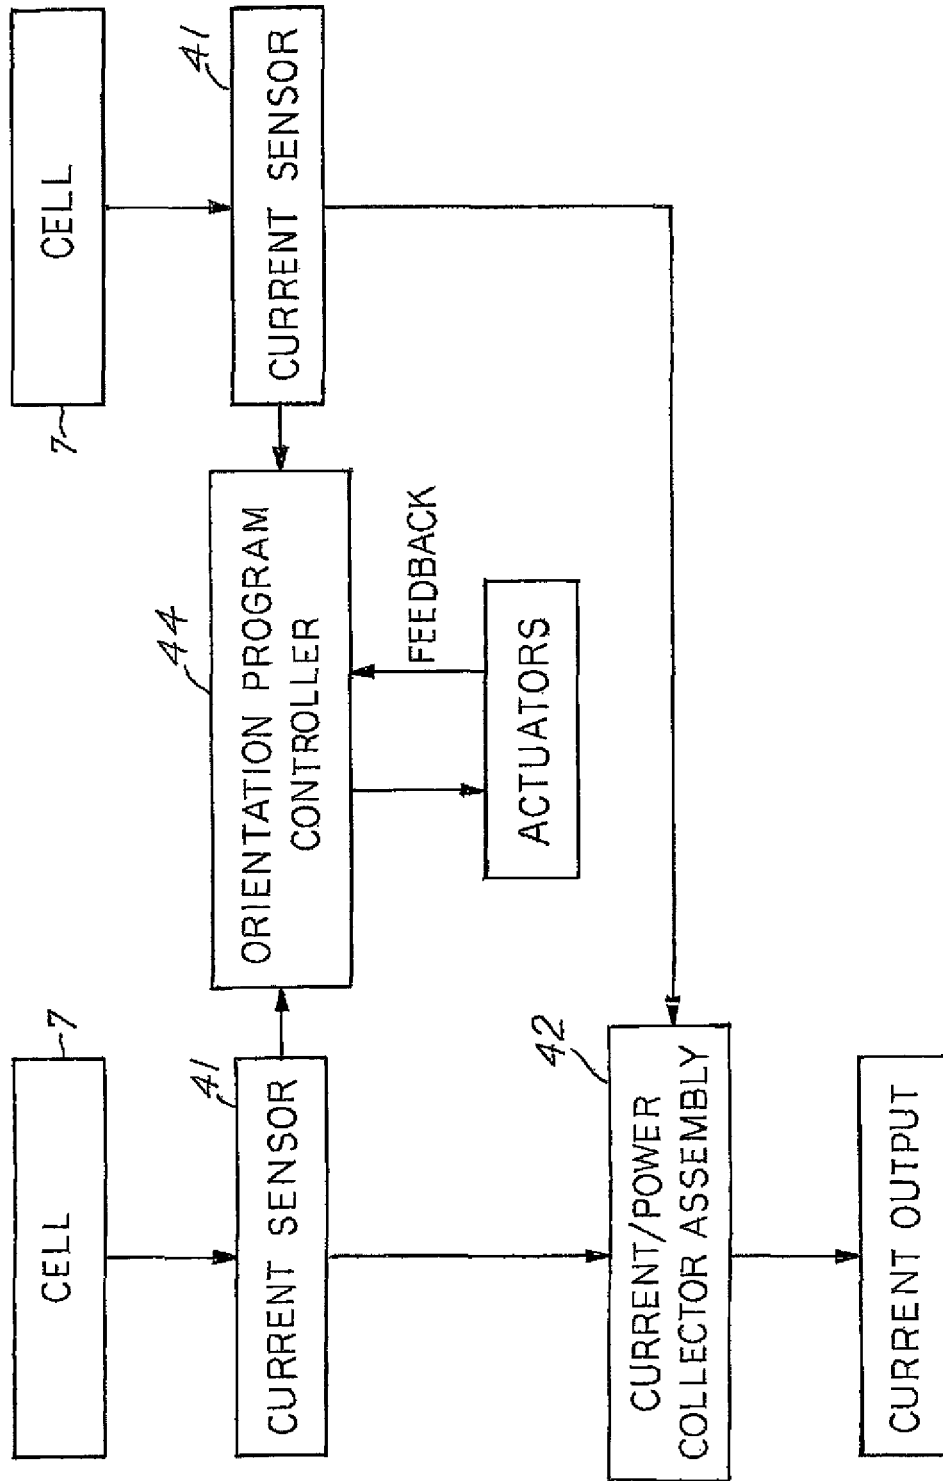 CELL
7
7
CELL
41
CURRENT SENSOR
44
ORIENTATION PROGRAM
CONTROLLER
41
CURRENT SENSOR
FEEDBACK
ACTUATORS
42
CURRENT/POWER
COLLECTOR ASSEMBLY
CURRENT OUTPUT